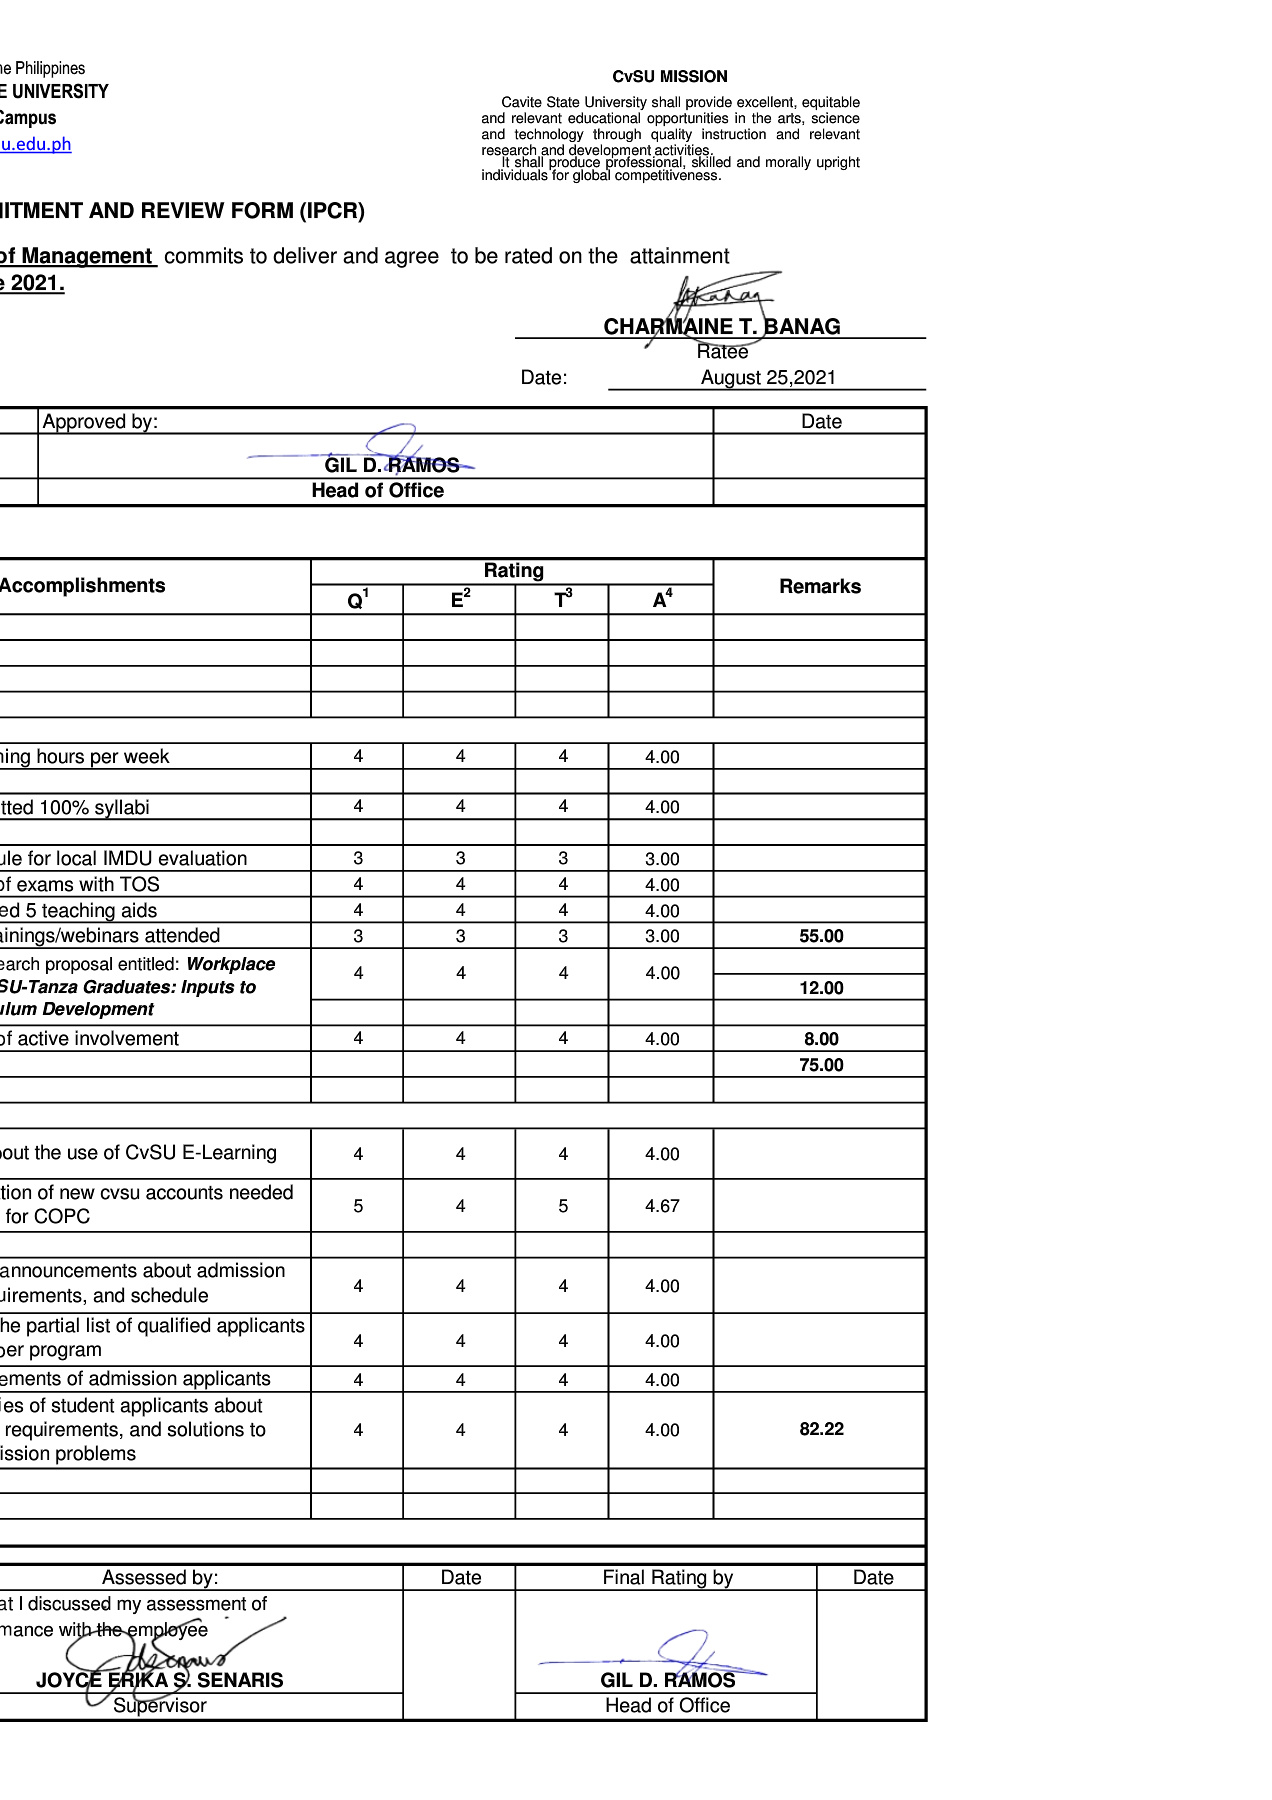 ne Philippines
E UNIVERSITY
Campus
u.edu.ph
CvSU MISSION
Cavite State University shall provide excellent, equitable
and relevant educational opportunities in the arts, science
and technology through quality instruction and relevant
research and development activities.
It shall produce professional, skilled and morally upright
individuals for global competitiveness.
ITMENT AND REVIEW FORM (IPCR)
of Management commits to deliver and agree to be rated on the attainment
e 2021.
CHARMAINE T. BANAG
Ratee
Date: August 25,2021
Approved by: Date
GIL D. RAMOS
Head of Office
Accomplishments Rating Remarks
Q1 E2 T3 A4
ning hours per week 4 4 4 4.00
tted 100% syllabi 4 4 4 4.00
ule for local IMDU evaluation 3 3 3 3.00
of exams with TOS 4 4 4 4.00
ed 5 teaching aids 4 4 4 4.00
ainings/webinars attended 3 3 3 3.00 55.00
earch proposal entitled: Workplace
SU-Tanza Graduates: Inputs to 4 4 4 4.00 12.00
ulum Development
of active involvement 4 4 4 4.00 8.00
75.00
bout the use of CvSU E-Learning 4 4 4 4.00
tion of new cvsu accounts needed
for COPC 5 4 5 4.67
announcements about admission
uirements, and schedule 4 4 4 4.00
he partial list of qualified applicants
per program 4 4 4 4.00
ements of admission applicants 4 4 4 4.00
ies of student applicants about
requirements, and solutions to 4 4 4 4.00 82.22
ission problems
Assessed by: Date Final Rating by Date
at I discussed my assessment of
mance with the employee
JOYCE ERIKA S. SENARIS GIL D. RAMOS
Supervisor Head of Office